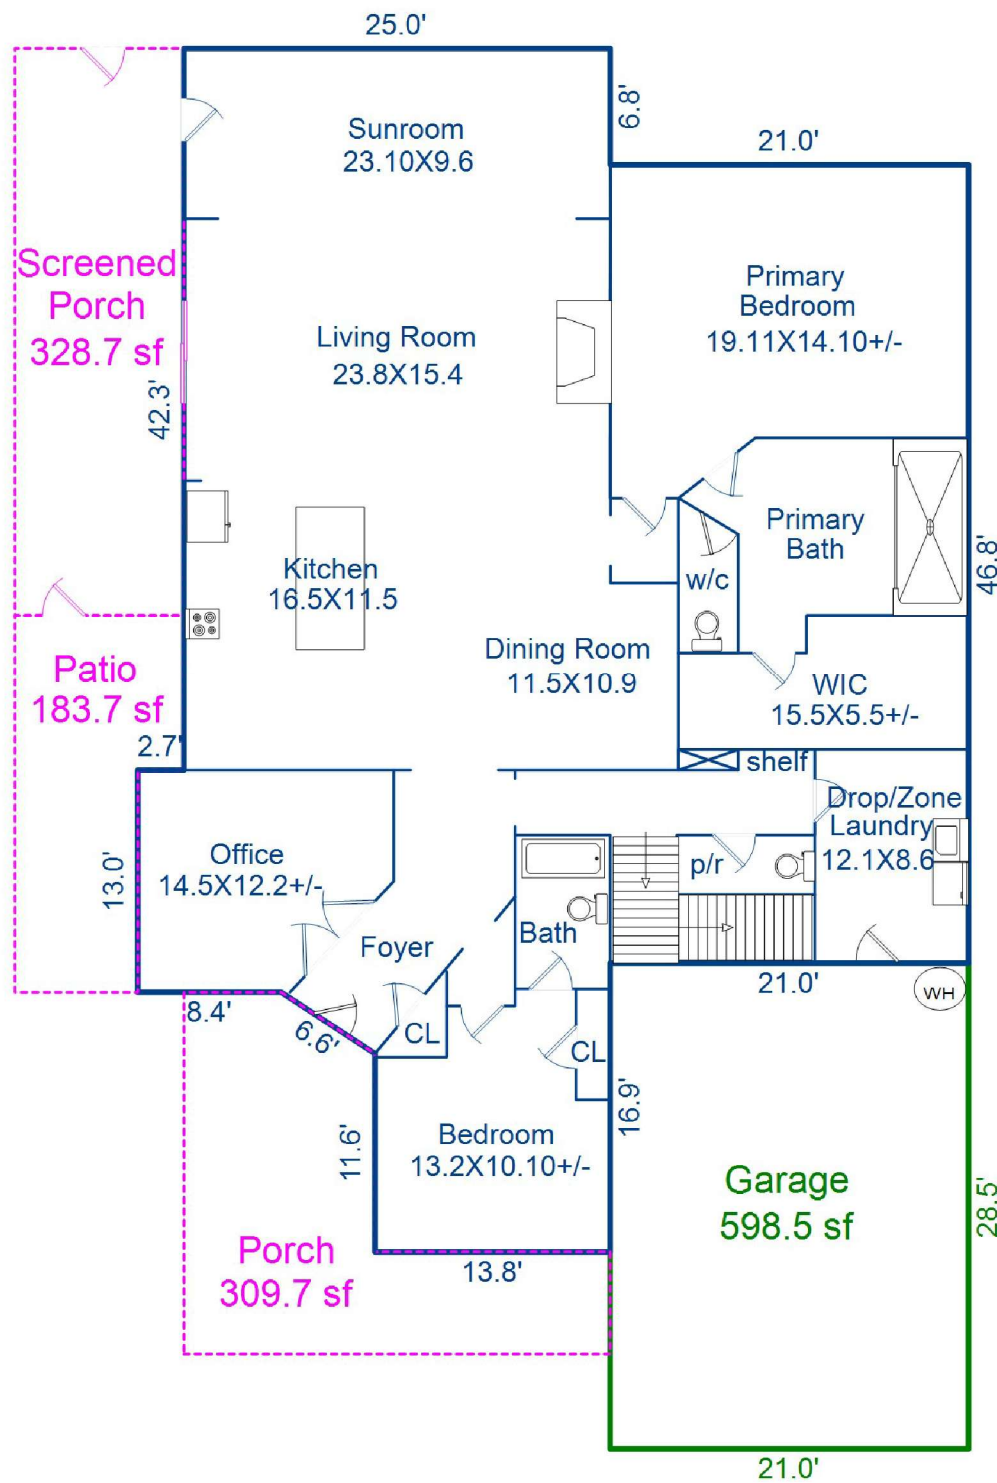 25.0'
6.8'
Sunroom
23.10X9.6
21.0'
Screened
Porch
328.7 sf
Primary
Bedroom
19.11X14.10+/-
Living Room
23.8X15.4
42.3'
Primary
Bath
46.8'
Kitchen
16.5X11.5
w/c
Dining Room
11.5X10.9
Patio
183.7 sf
WIC
15.5X5.5+/-
2.7'
shelf
Drop/Zone
Laundry
12.1X8.6
Office
14.5X12.2+/-
13.0'
p/r
Foyer
Bath
21.0'
WH
8.4'
6.6'
CL
CL
16.9'
11.6'
Bedroom
13.2X10.10+/-
Garage
598.5 sf
28.5'
Porch
309.7 sf
13.8'
21.0'